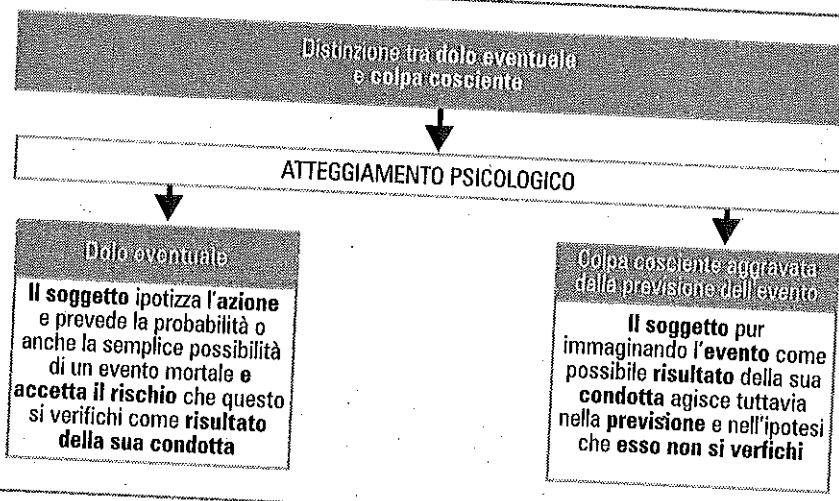 Distinzione tra dolo eventuale
e colpa cosciente
ATTEGGIAMENTO PSICOLOGICO
Dolo eventuale
Il soggetto ipotizza l'azione
e prevede la probabilità o
anche la semplice possibilità
di un evento mortale e
accetta il rischio che questo
si verifichi come risultato
della sua condotta
Colpa cosciente aggravata
dalla previsione dell'evento
Il soggetto pur
immaginando l'evento come
possibile risultato della sua
condotta agisce tuttavia
nella previsione e nell'ipotesi
che esso non si verfichi